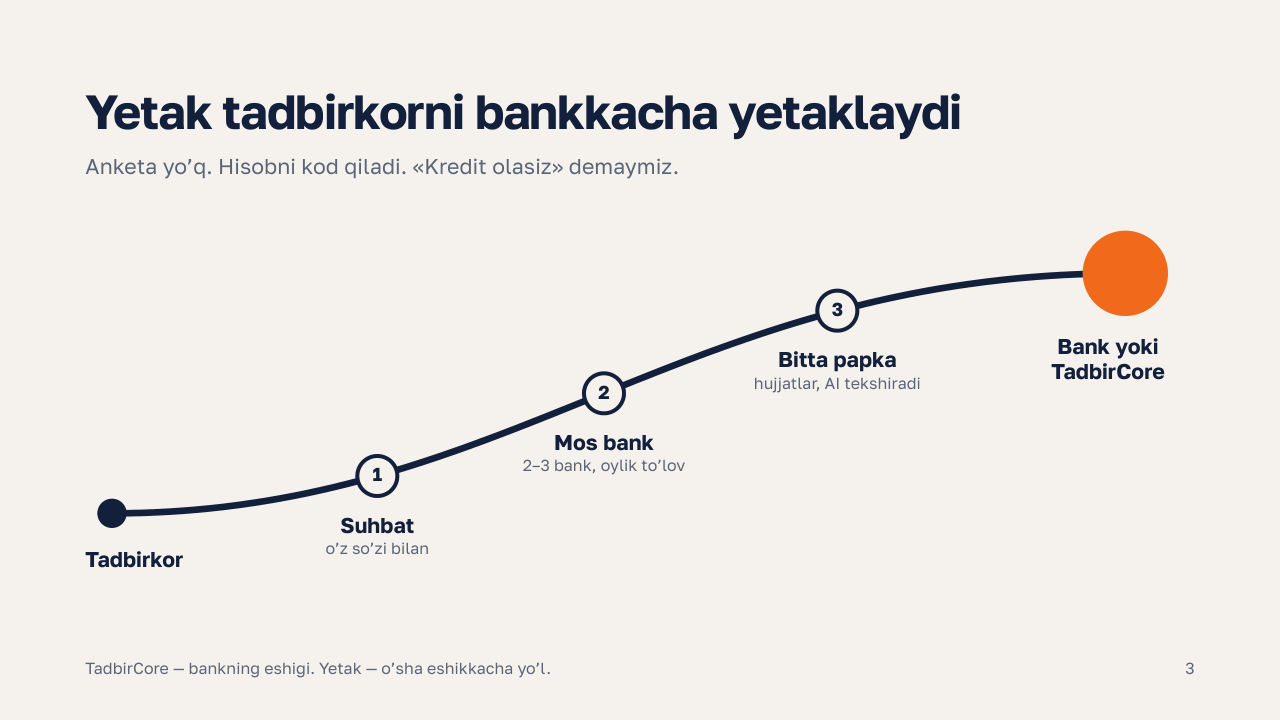 Yetak tadbirkorni bankkacha yetaklaydi
Anketa yo’q. Hisobni kod qiladi. «Kredit olasiz» demaymiz.
Tadbirkor
1
Suhbat
o’z so’zi bilan
2
Mos bank
2–3 bank, oylik to’lov
3
Bitta papka
hujjatlar, AI tekshiradi
Bank yoki
TadbirCore
TadbirCore — bankning eshigi. Yetak — o’sha eshikkacha yo’l.
3